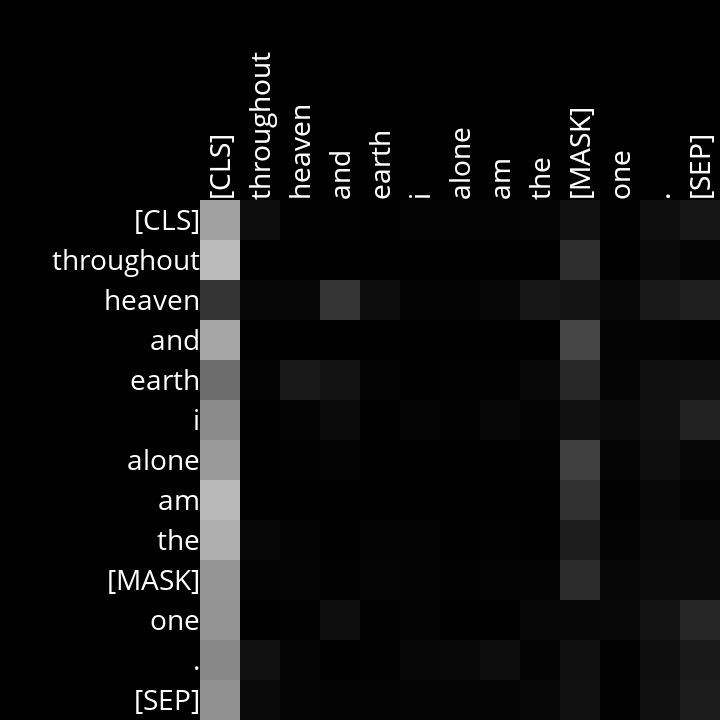 [CLS] throughout heaven and earth i alone am the [MASK] one . [SEP]
[CLS]
throughout
heaven
and
earth
i
alone
am
the
[MASK]
one
.
[SEP]